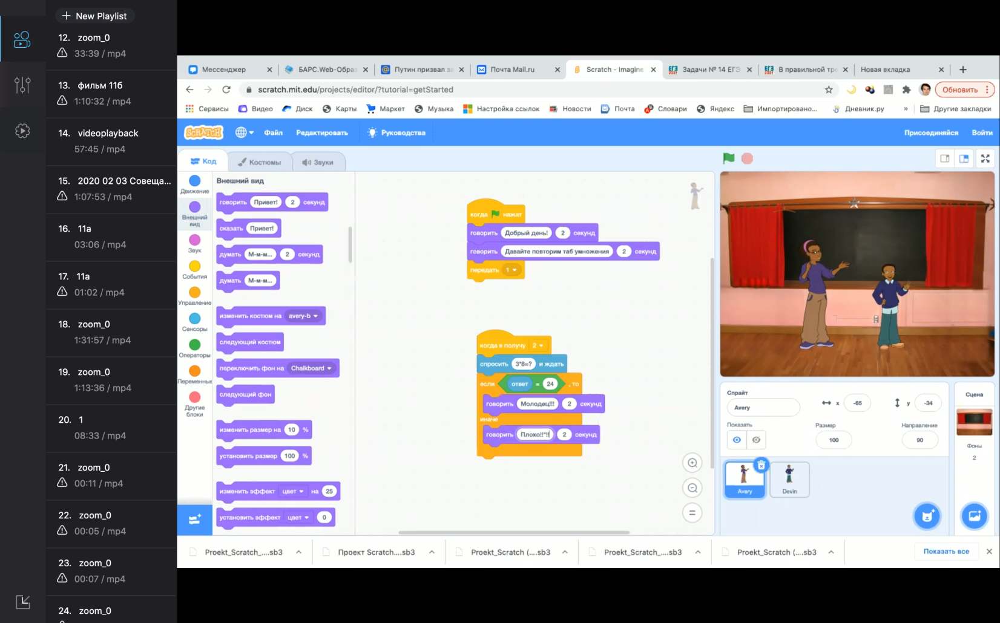 New Playlist
12. zoom_0
33:39 / mp4
13. фильм 11б
1:10:32 / mp4
14. videoplayback
57:45 / mp4
15. 2020 02 03 Совеща...
1:07:53 / mp4
16. 11а
03:06 / mp4
17. 11а
01:02 / mp4
18. zoom_0
1:31:57 / mp4
19. zoom_0
1:13:36 / mp4
20. 1
08:33 / mp4
21. zoom_0
00:11 / mp4
22. zoom_0
00:05 / mp4
23. zoom_0
00:07 / mp4
24. zoom_0
Мессенджер
БАРС.Web-Образ
Путин призвал за
Почта Mail.ru
Scratch - Imagine
Задачи № 14 ЕГЭ
В правильной тре
Новая вкладка
scratch.mit.edu/projects/editor/?tutorial=getStarted
Обновить
Сервисы Видео Диск Карты Маркет Музыка Настройка ссылок Новости Почта Словари Яндекс Импортировано... Дневник.ру » Другие закладки
SCRATCH Файл Редактировать Руководства Присоединяйся Войти
Код Костюмы Звуки
Движение
Внешний вид
Звук
События
Управление
Сенсоры
Операторы
Переменные
Другие блоки
Внешний вид
говорить Привет! 2 секунд
сказать Привет!
думать М-м-м... 2 секунд
думать М-м-м...
изменить костюм на avery-b
следующий костюм
переключить фон на Chalkboard
следующий фон
изменить размер на 10 %
установить размер 100 %
изменить эффект цвет на 25
установить эффект цвет 0
когда нажат
говорить Добрый день! 2 секунд
говорить Давайте повторим таб умножения 2 секунд
передать 1
когда я получу 2
спросить 3*8=? и ждать
если ответ = 24 , то
говорить Молодец!!! 2 секунд
иначе
говорить Плохо!!"!! 2 секунд
Спрайт
Avery
x -65 y -34
Показать
Размер
100
Направление
90
Avery
Devin
Сцена
Фоны
2
Proekt_Scratch_....sb3
Проект Scratch....sb3
Proekt_Scratch (....sb3
Proekt_Scratch_....sb3
Proekt_Scratch (....sb3
Показать все